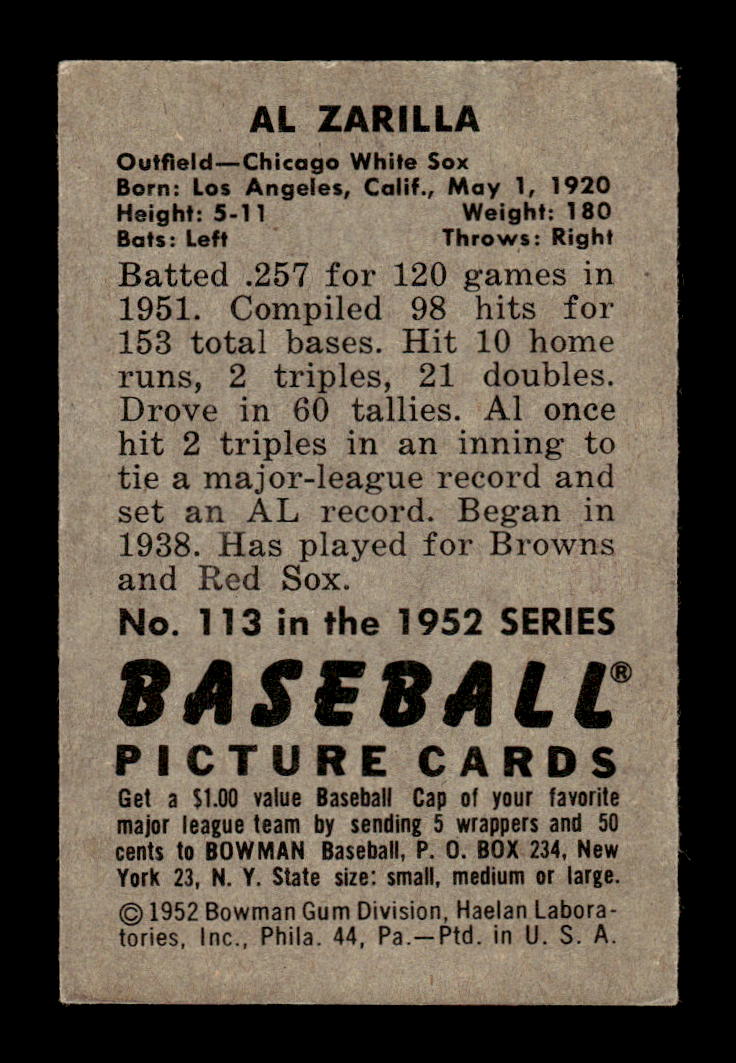 AL ZARILLA
Outfield—Chicago White Sox
Born: Los Angeles, Calif., May 1, 1920
Height: 5-11 Weight: 180
Bats: Left Throws: Right
Batted .257 for 120 games in
1951. Compiled 98 hits for
153 total bases. Hit 10 home
runs, 2 triples, 21 doubles.
Drove in 60 tallies. Al once
hit 2 triples in an inning to
tie a major-league record and
set an AL record. Began in
1938. Has played for Browns
and Red Sox.
No. 113 in the 1952 SERIES
BASEBALL®
PICTURE CARDS
Get a $1.00 value Baseball Cap of your favorite
major league team by sending 5 wrappers and 50
cents to BOWMAN Baseball, P. O. BOX 234, New
York 23, N. Y. State size: small, medium or large.
© 1952 Bowman Gum Division, Haelan Labora-
tories, Inc., Phila. 44, Pa.—Ptd. in U. S. A.